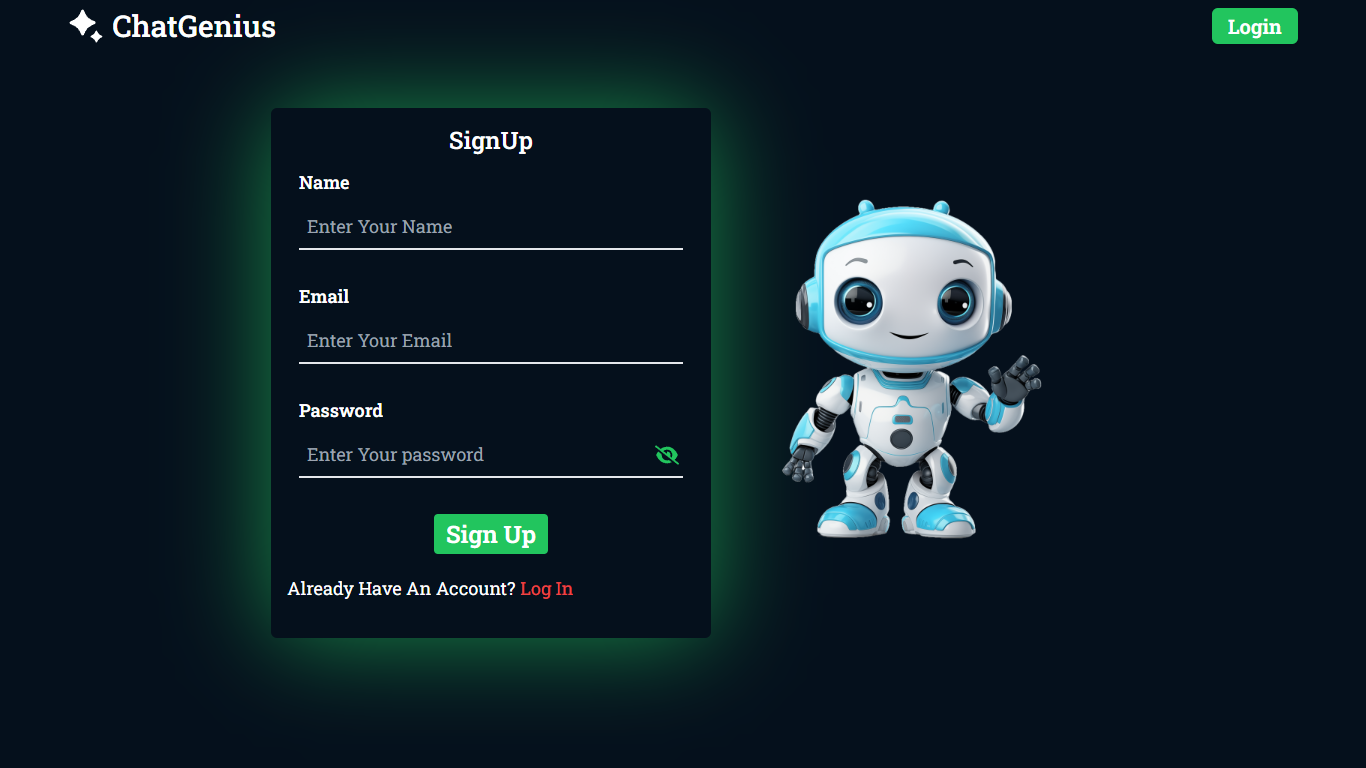 ChatGenius
Login
SignUp
Name
Enter Your Name
Email
Enter Your Email
Password
Enter Your password
Sign Up
Already Have An Account? Log In